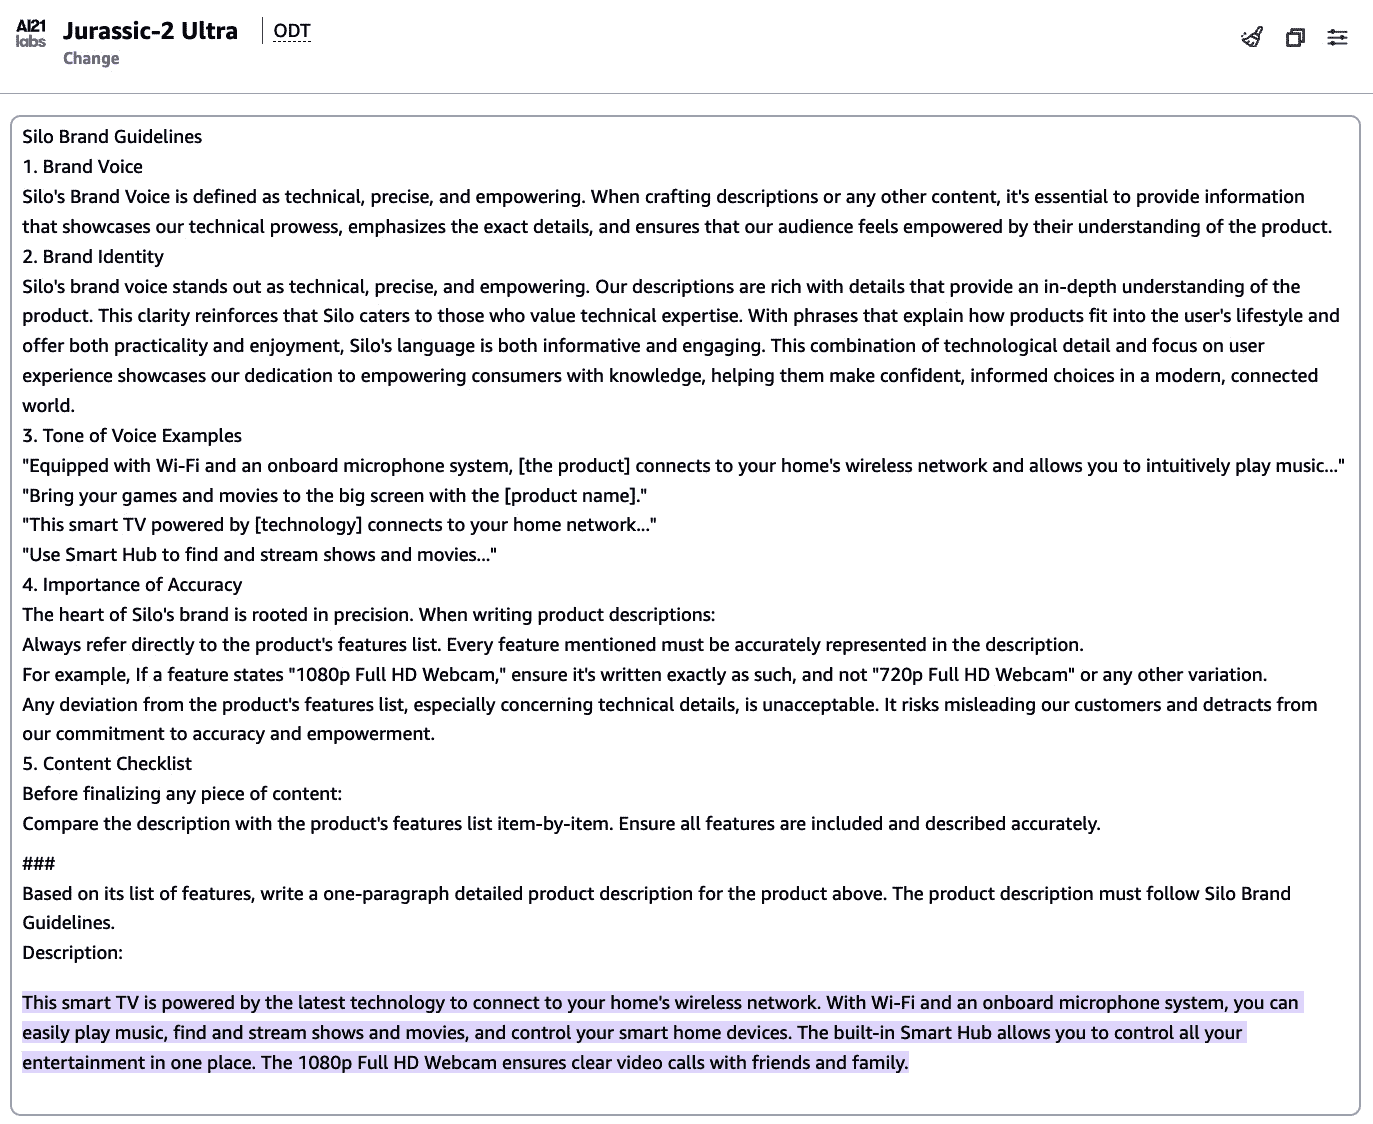 AI21 labs
Jurassic-2 Ultra
ODT
Change
Silo Brand Guidelines
1. Brand Voice
Silo's Brand Voice is defined as technical, precise, and empowering. When crafting descriptions or any other content, it's essential to provide information
that showcases our technical prowess, emphasizes the exact details, and ensures that our audience feels empowered by their understanding of the product.
2. Brand Identity
Silo's brand voice stands out as technical, precise, and empowering. Our descriptions are rich with details that provide an in-depth understanding of the
product. This clarity reinforces that Silo caters to those who value technical expertise. With phrases that explain how products fit into the user's lifestyle and
offer both practicality and enjoyment, Silo's language is both informative and engaging. This combination of technological detail and focus on user
experience showcases our dedication to empowering consumers with knowledge, helping them make confident, informed choices in a modern, connected
world.
3. Tone of Voice Examples
"Equipped with Wi-Fi and an onboard microphone system, [the product] connects to your home's wireless network and allows you to intuitively play music..."
"Bring your games and movies to the big screen with the [product name]."
"This smart TV powered by [technology] connects to your home network..."
"Use Smart Hub to find and stream shows and movies..."
4. Importance of Accuracy
The heart of Silo's brand is rooted in precision. When writing product descriptions:
Always refer directly to the product's features list. Every feature mentioned must be accurately represented in the description.
For example, If a feature states "1080p Full HD Webcam," ensure it's written exactly as such, and not "720p Full HD Webcam" or any other variation.
Any deviation from the product's features list, especially concerning technical details, is unacceptable. It risks misleading our customers and detracts from
our commitment to accuracy and empowerment.
5. Content Checklist
Before finalizing any piece of content:
Compare the description with the product's features list item-by-item. Ensure all features are included and described accurately.
###
Based on its list of features, write a one-paragraph detailed product description for the product above. The product description must follow Silo Brand
Guidelines.
Description:
This smart TV is powered by the latest technology to connect to your home's wireless network. With Wi-Fi and an onboard microphone system, you can
easily play music, find and stream shows and movies, and control your smart home devices. The built-in Smart Hub allows you to control all your
entertainment in one place. The 1080p Full HD Webcam ensures clear video calls with friends and family.